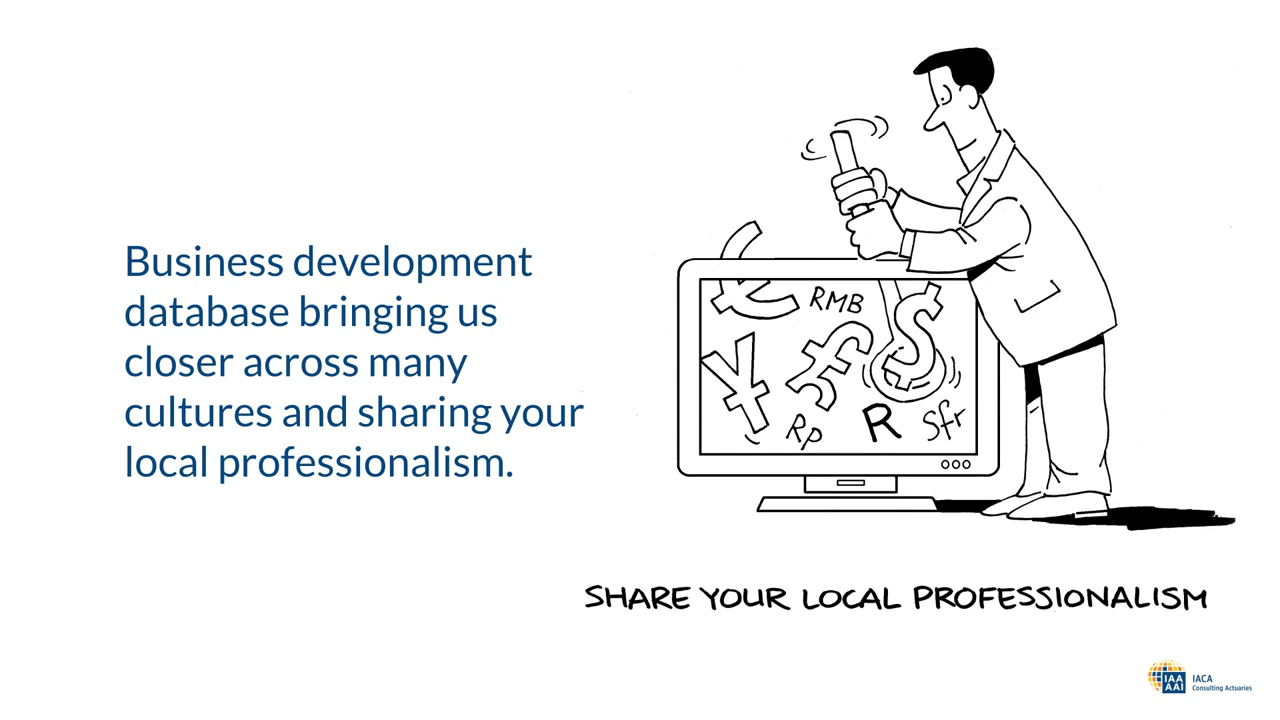 Business development
database bringing us
closer across many
cultures and sharing your
local professionalism.
RMB
$
¥
£
Rp
R
Sfr
SHARE YOUR LOCAL PROFESSIONALISM
IAA
AAI
IACA
Consulting Actuaries